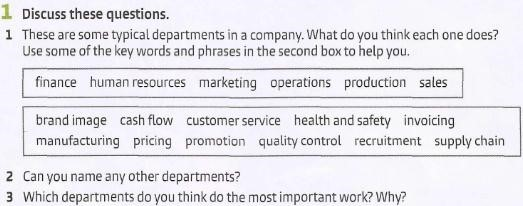 1 Discuss these questions.
1 These are some typical departments in a company. What do you think each one does?
Use some of the key words and phrases in the second box to help you.
finance human resources marketing operations production sales
brand image cash flow customer service health and safety invoicing
manufacturing pricing promotion quality control recruitment supply chain
2 Can you name any other departments?
3 Which departments do you think do the most important work? Why?